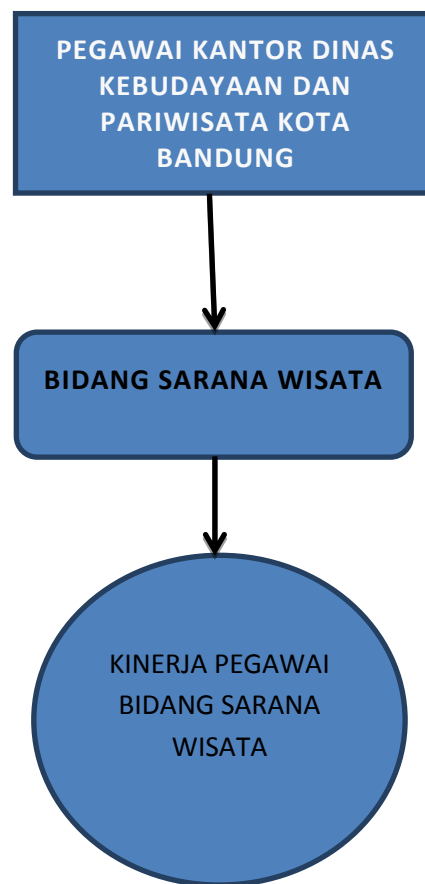 PEGAWAI KANTOR DINAS
KEBUDAYAAN DAN
PARIWISATA KOTA
BANDUNG
BIDANG SARANA WISATA
KINERJA PEGAWAI
BIDANG SARANA
WISATA